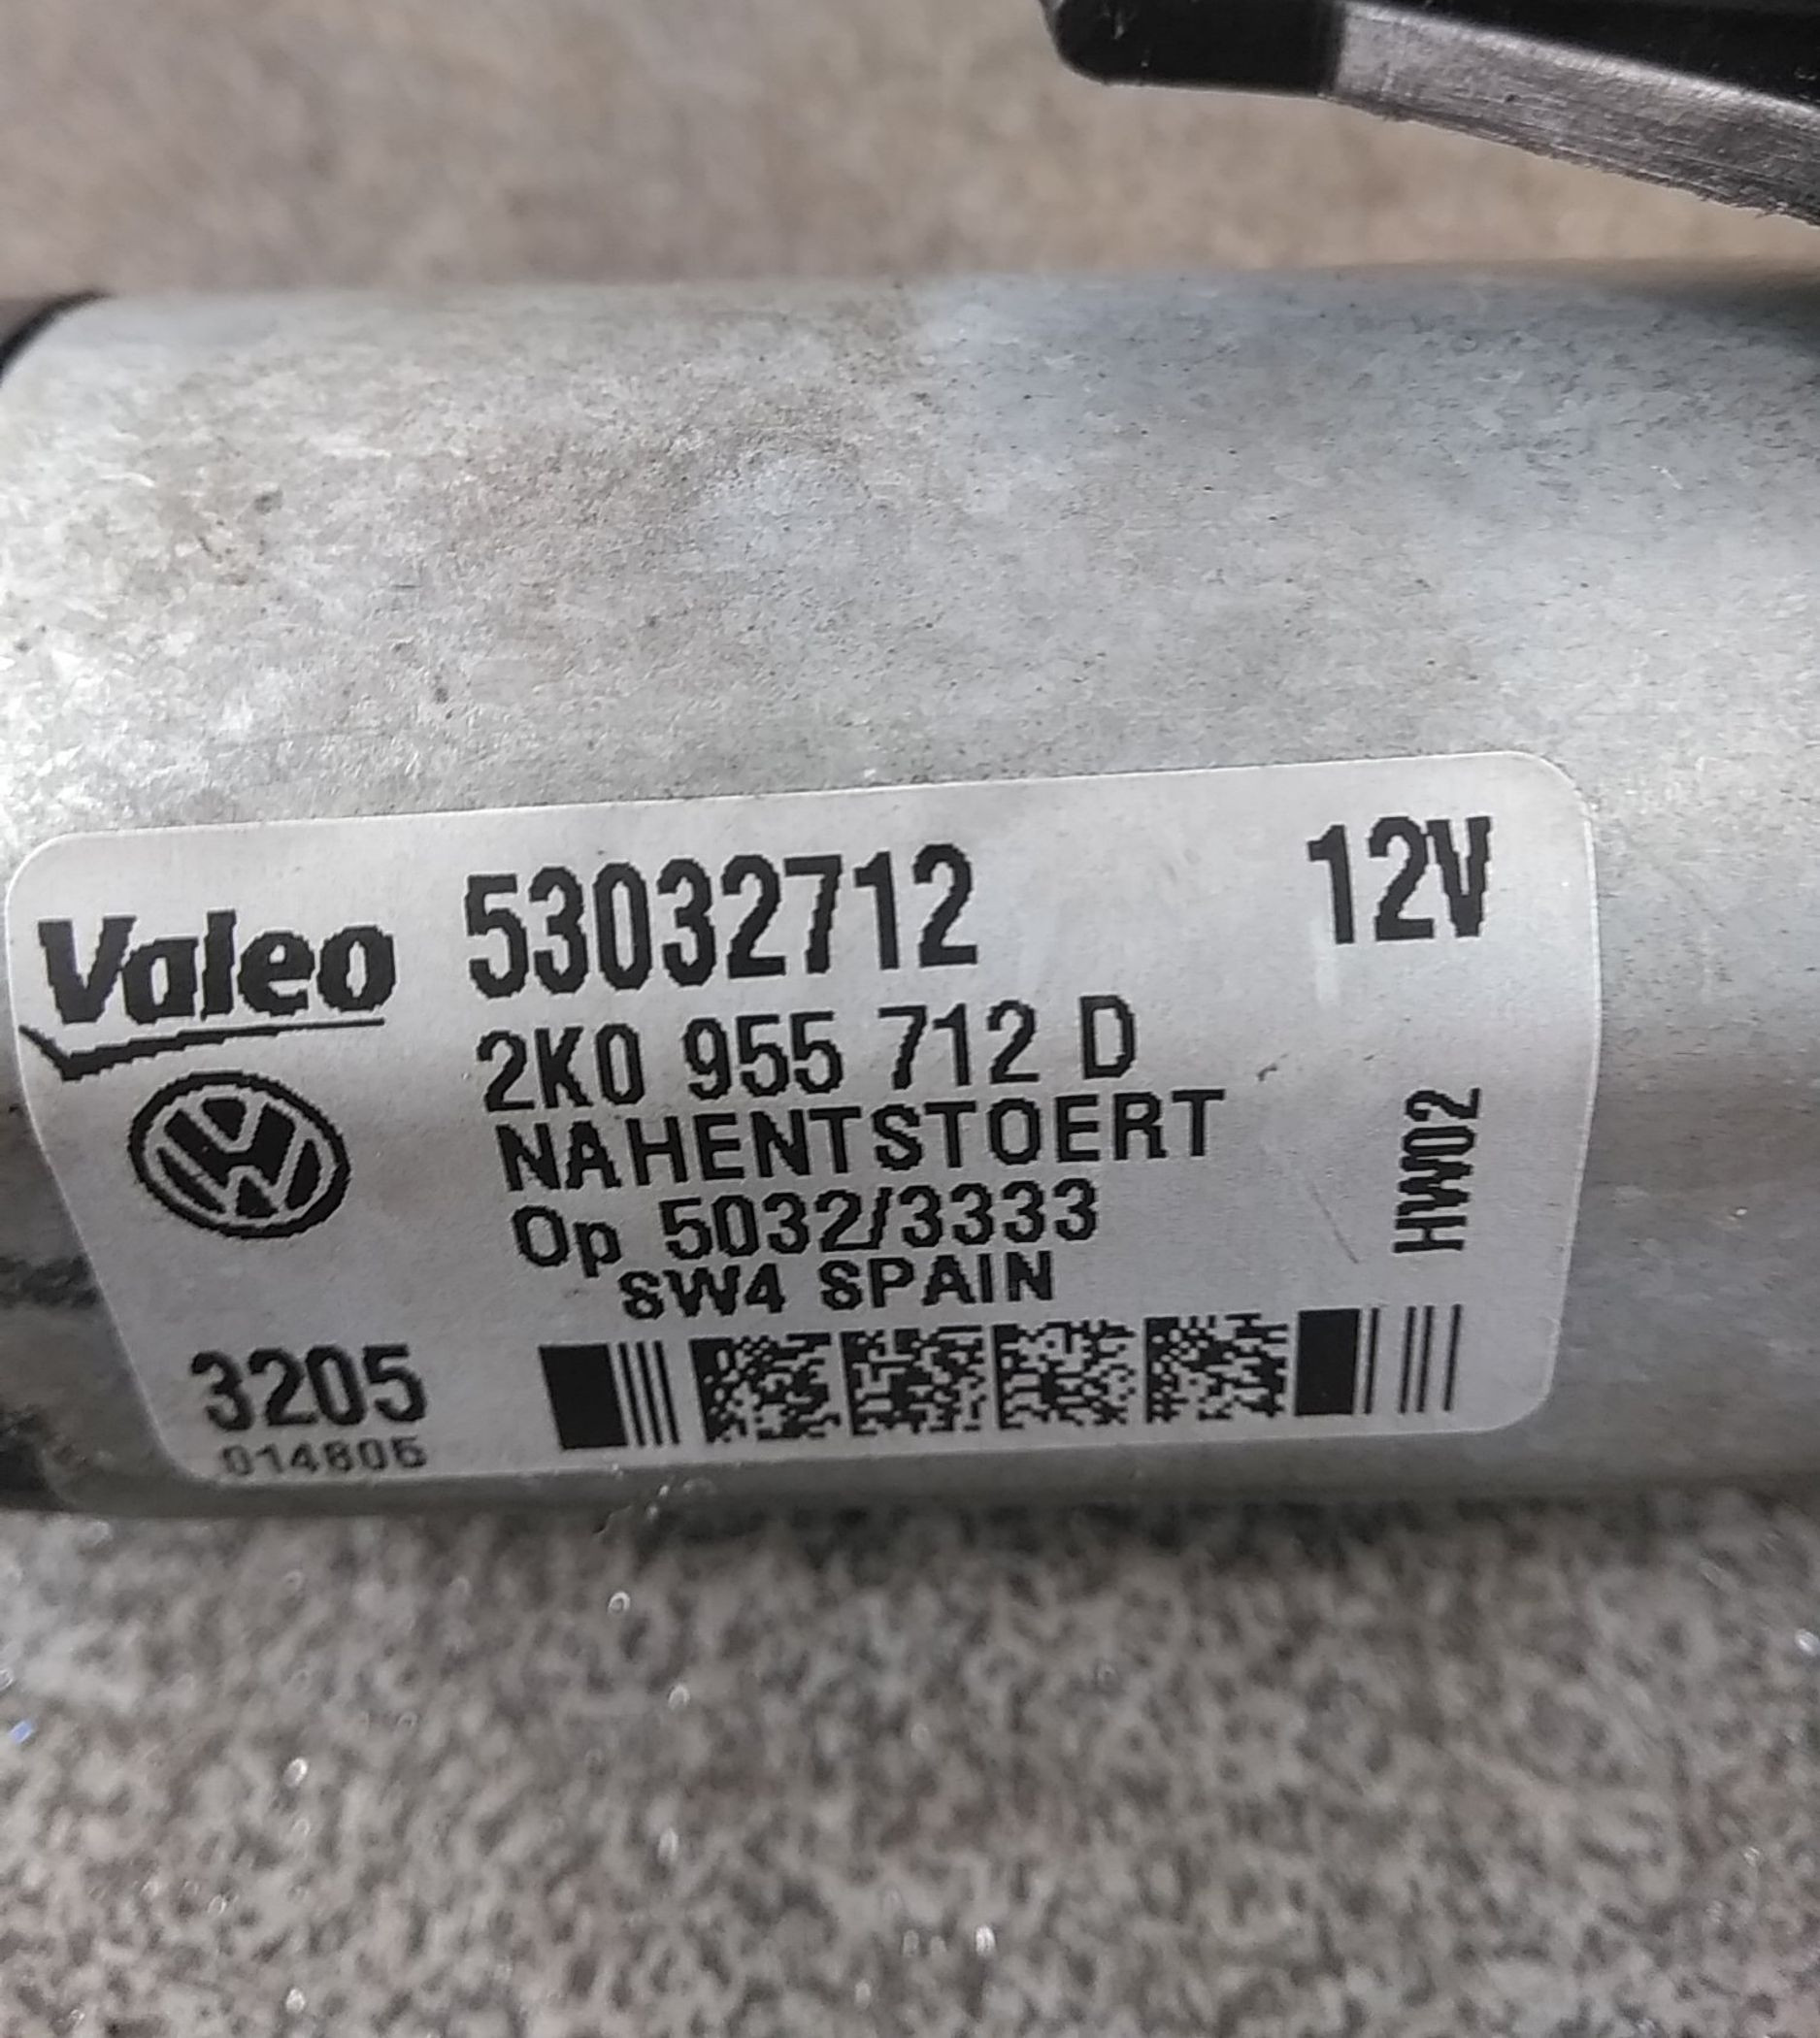 Valeo 53032712 12V
2K0 955 712 D
NAHENTSTOERT
Op 5032/3333
SW4 SPAIN
HW02
3205
014805